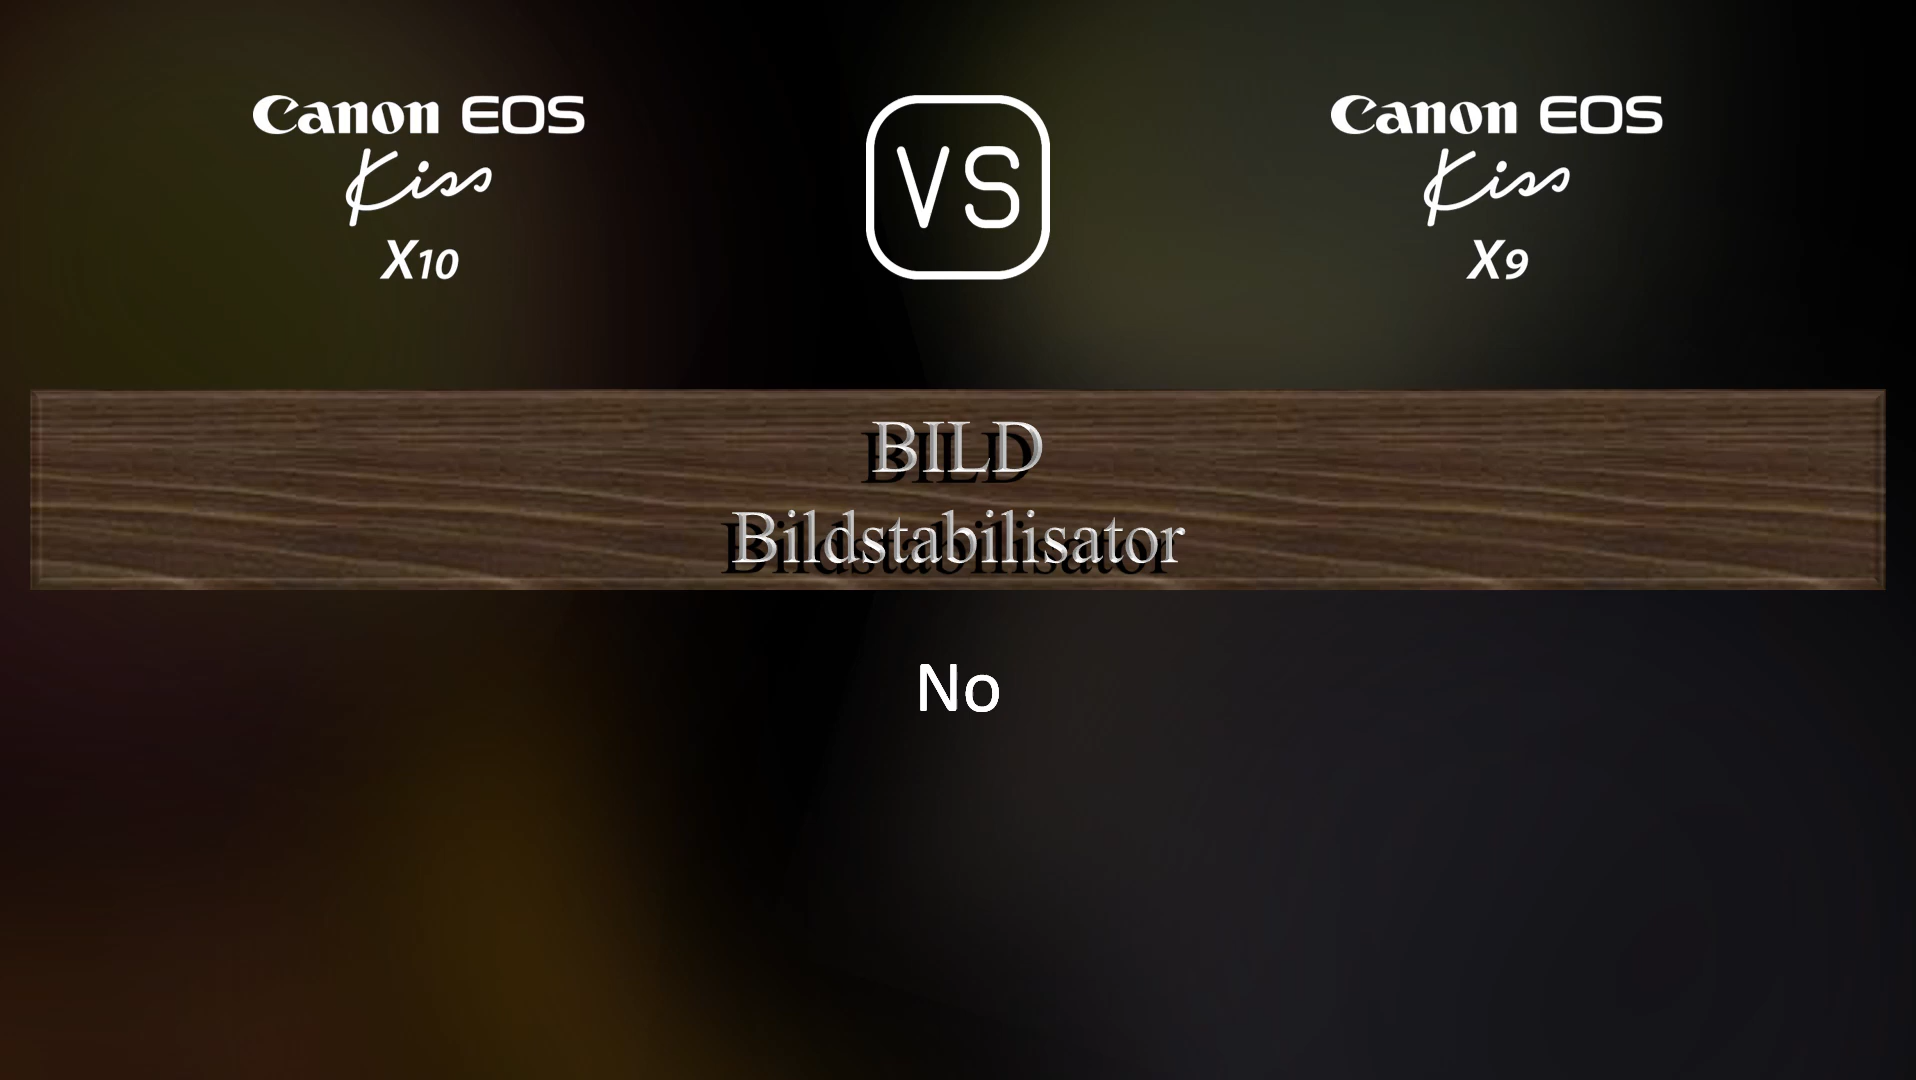 Canon EOS
Kiss
X10
VS
Canon EOS
Kiss
X9
BILD
Bildstabilisator
No